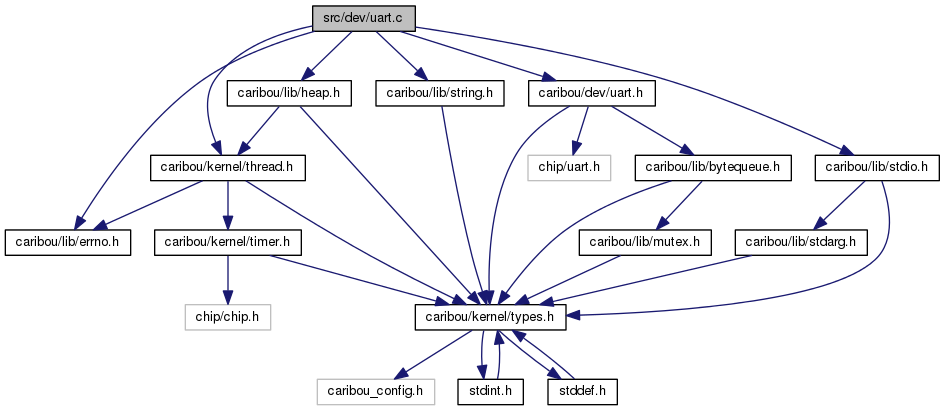 src/dev/uart.c
caribou/lib/heap.h
caribou/lib/string.h
caribou/dev/uart.h
caribou/kernel/thread.h
chip/uart.h
caribou/lib/bytequeue.h
caribou/lib/stdio.h
caribou/lib/errno.h
caribou/kernel/timer.h
caribou/lib/mutex.h
caribou/lib/stdarg.h
chip/chip.h
caribou/kernel/types.h
caribou_config.h
stdint.h
stddef.h